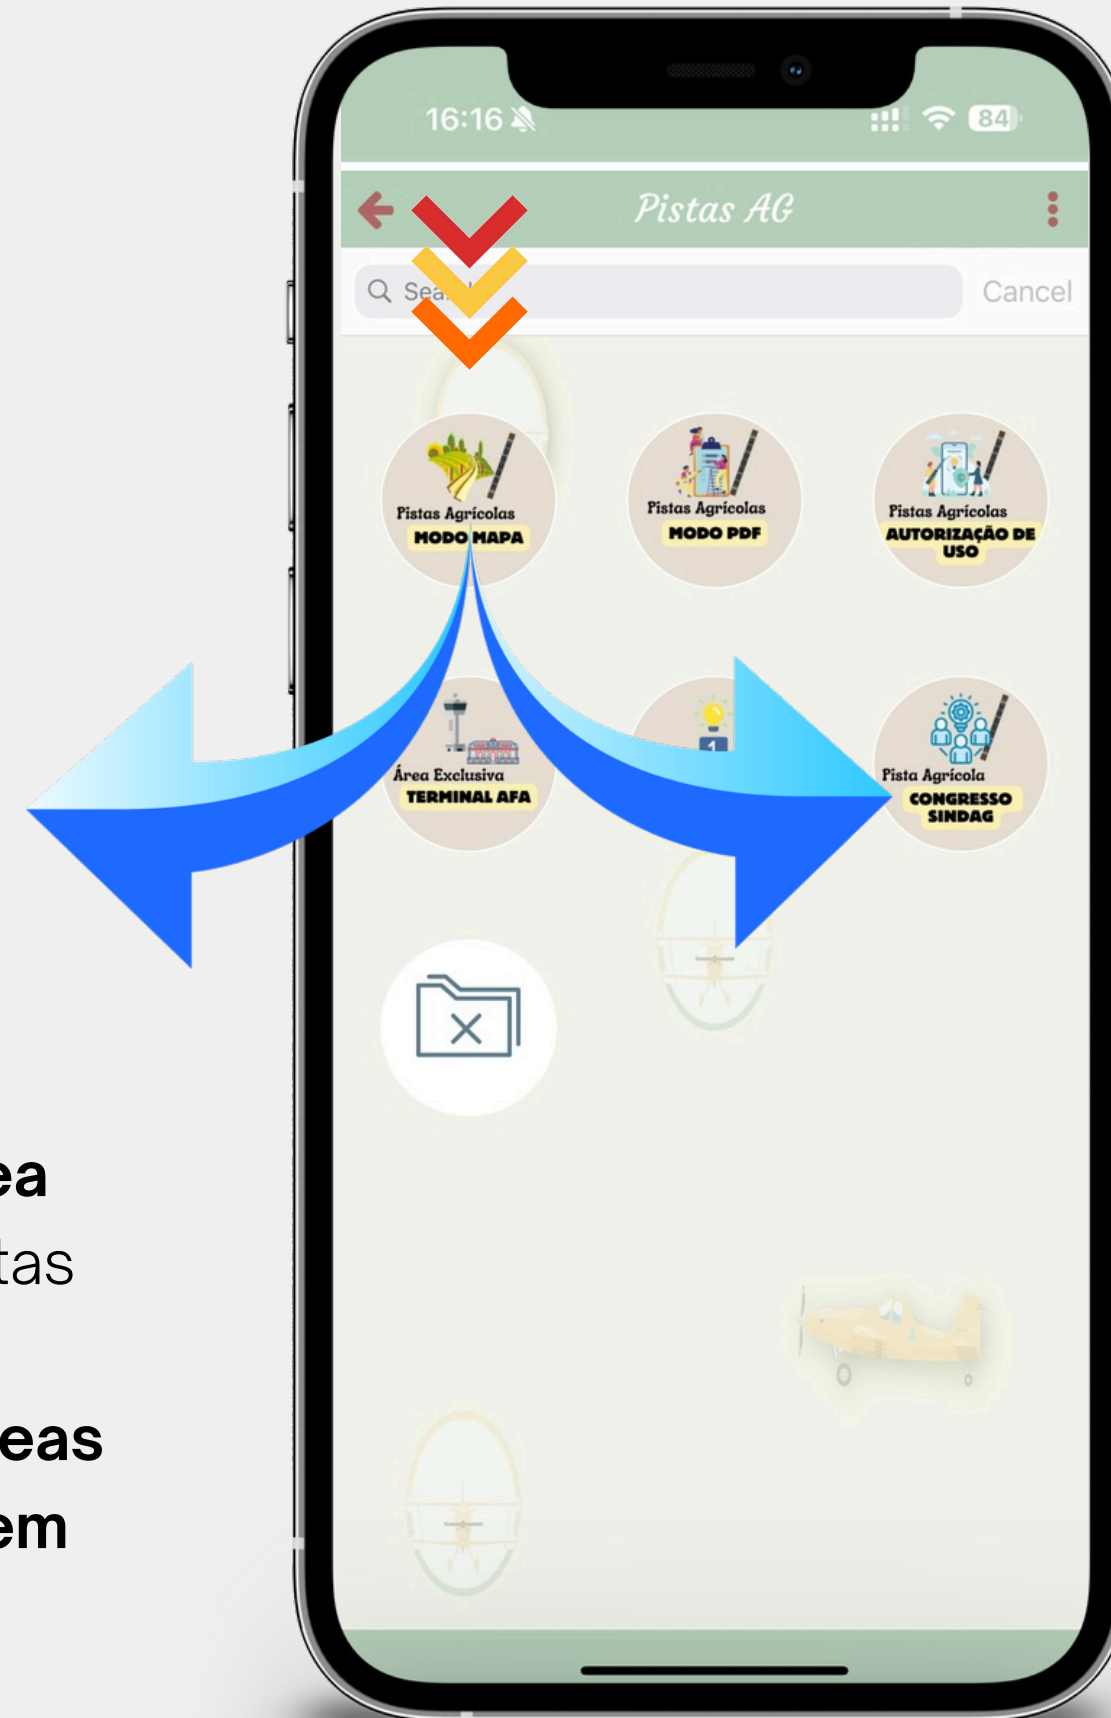 16:16
84
Pistas AG
Cancel
Pistas Agrícolas
MODO MAPA
Pistas Agrícolas
MODO PDF
Pistas Agrícolas
AUTORIZAÇÃO DE
USO
Área Exclusiva
TERMINAL AFA
1
Pista Agrícola
CONGRESSO
SINDAG
ea
tas
eas
em